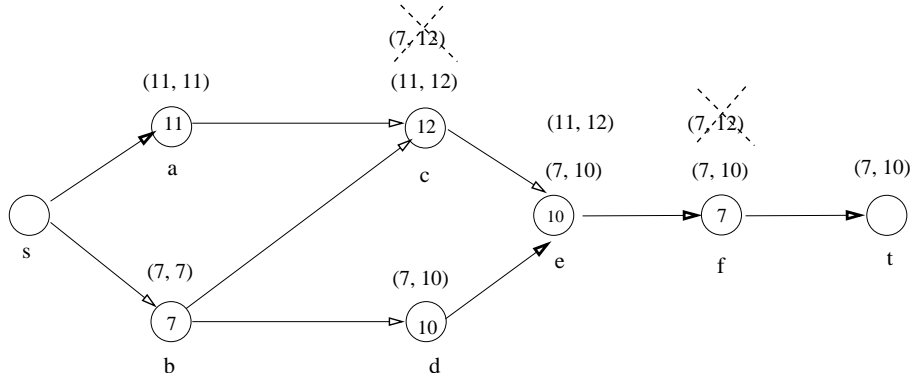 (7, 12)
(11, 11)
(11, 12)
11
12
(11, 12)
(7, 12)
a
c
(7, 10)
(7, 10)
(7, 10)
10
7
s
e
f
t
(7, 7)
(7, 10)
7
10
b
d